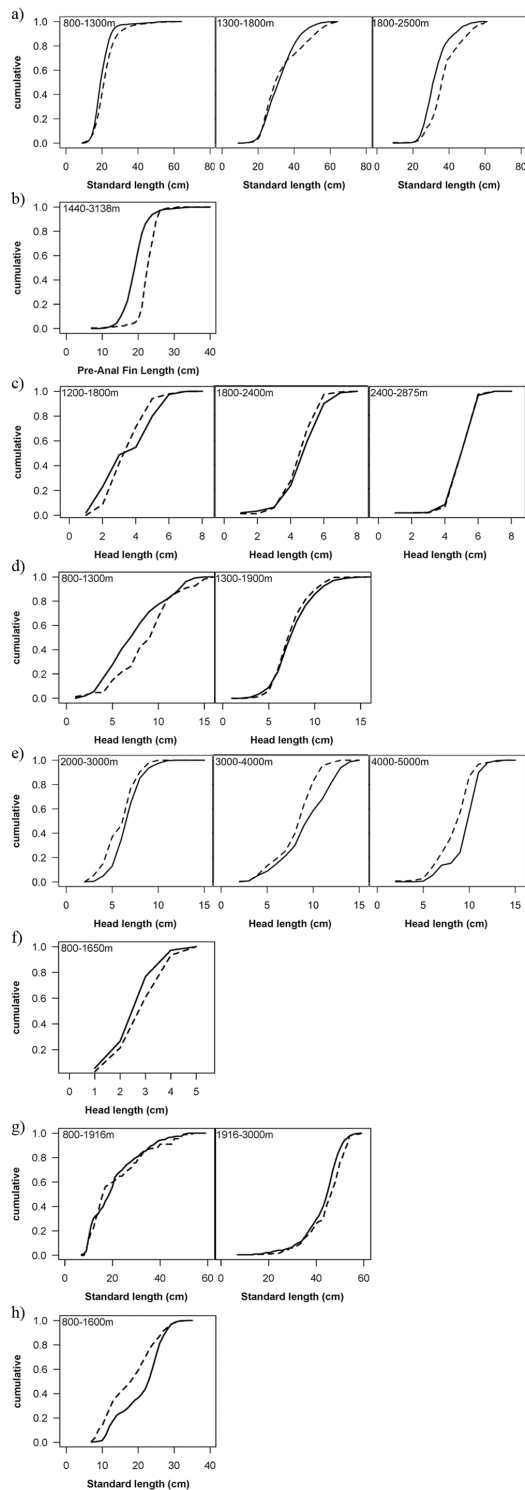 a)
800-1300m 1300-1800m 1800-2500m
1.0
0.8
0.6
0.4
0.2
0.0
cumulative
0 20 40 60 80 0 20 40 60 80 0 20 40 60 80
Standard length (cm) Standard length (cm) Standard length (cm)
b)
1440-3138m
1.0
0.8
0.6
0.4
0.2
0.0
cumulative
0 10 20 30 40
Pre-Anal Fin Length (cm)
c)
1200-1800m 1800-2400m 2400-2875m
1.0
0.8
0.6
0.4
0.2
0.0
cumulative
0 2 4 6 8 0 2 4 6 8 0 2 4 6 8
Head length (cm) Head length (cm) Head length (cm)
d)
800-1300m 1300-1900m
1.0
0.8
0.6
0.4
0.2
0.0
cumulative
0 5 10 15 0 5 10 15
Head length (cm) Head length (cm)
e)
2000-3000m 3000-4000m 4000-5000m
1.0
0.8
0.6
0.4
0.2
0.0
cumulative
0 5 10 15 0 5 10 15 0 5 10 15
Head length (cm) Head length (cm) Head length (cm)
f)
800-1650m
1.0
0.8
0.6
0.4
0.2
cumulative
0 1 2 3 4 5
Head length (cm)
g)
800-1916m 1916-3000m
1.0
0.8
0.6
0.4
0.2
0.0
cumulative
0 20 40 60 0 20 40 60
Standard length (cm) Standard length (cm)
h)
800-1600m
1.0
0.8
0.6
0.4
0.2
0.0
cumulative
0 10 20 30 40
Standard length (cm)